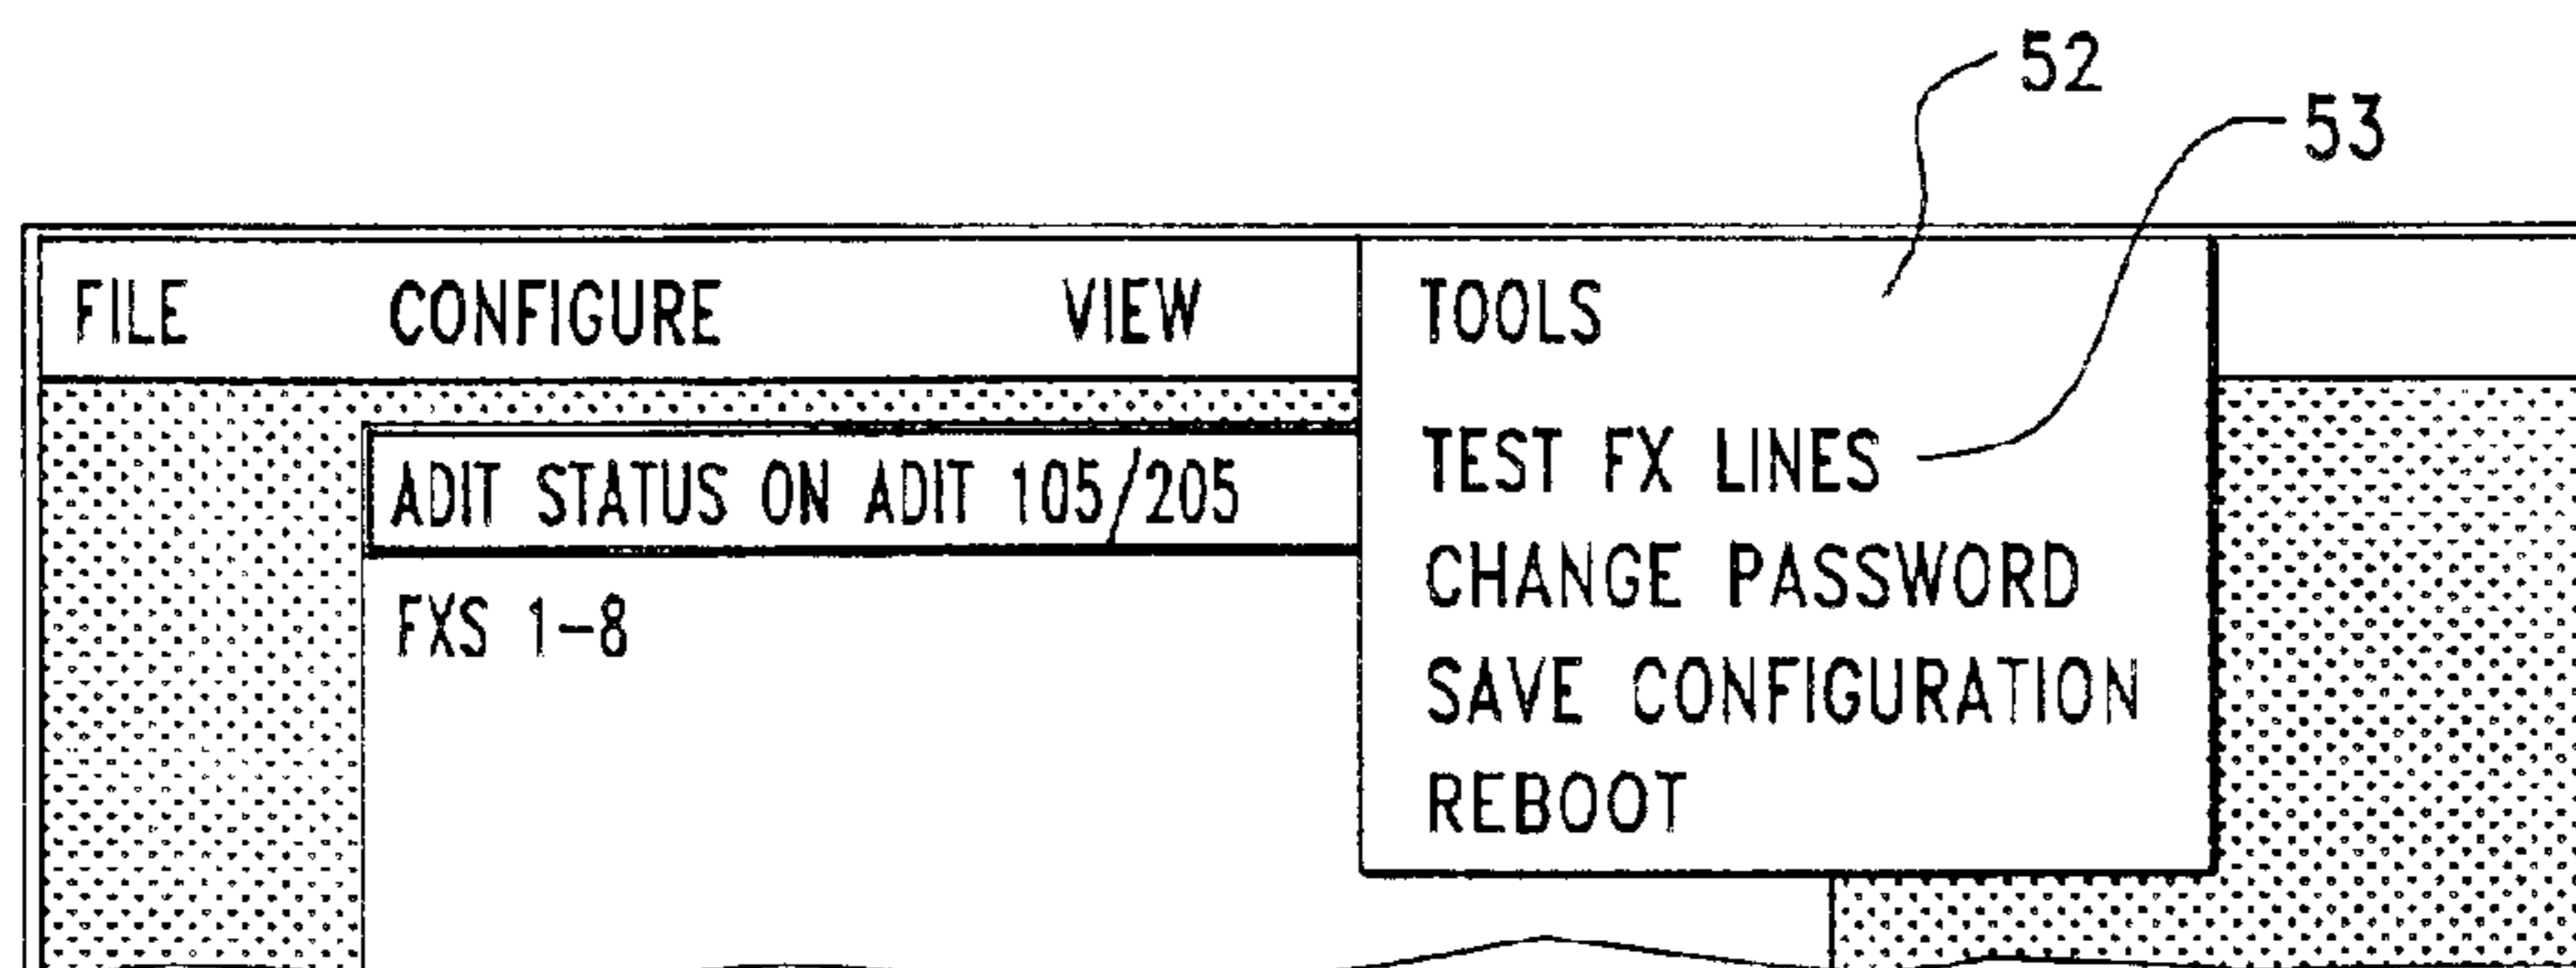 52
53
FILE CONFIGURE VIEW TOOLS
TEST FX LINES
ADIT STATUS ON ADIT 105/205
CHANGE PASSWORD
FXS 1-8
SAVE CONFIGURATION
REBOOT